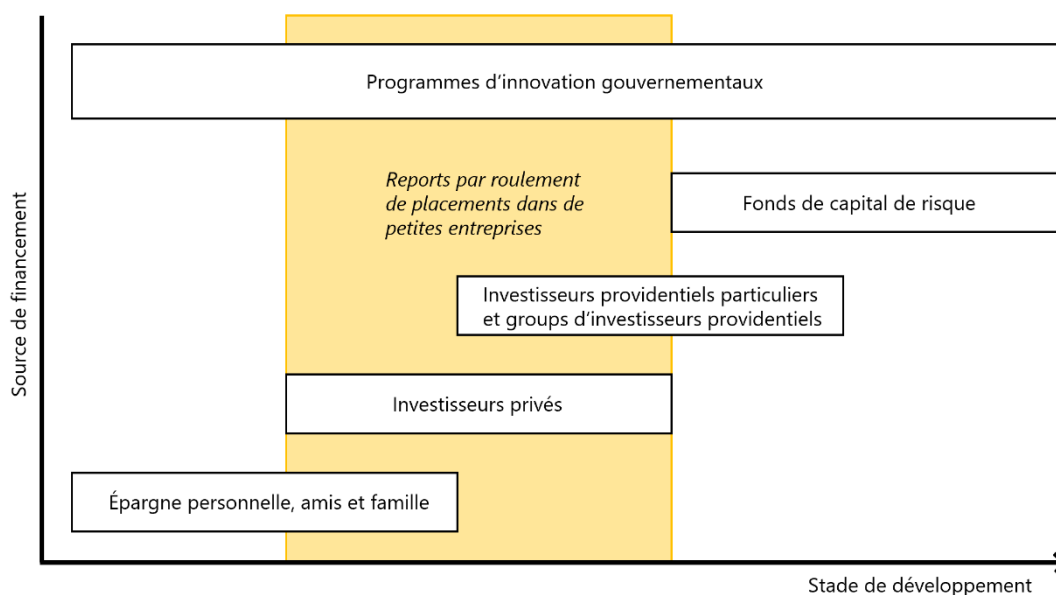 Programmes d’innovation gouvernementaux
Reports par roulement
de placements dans de
petites entreprises
Fonds de capital de risque
Investisseurs providentiels particuliers
et groups d’investisseurs providentiels
Investisseurs privés
Épargne personnelle, amis et famille
Source de financement
Stade de développement